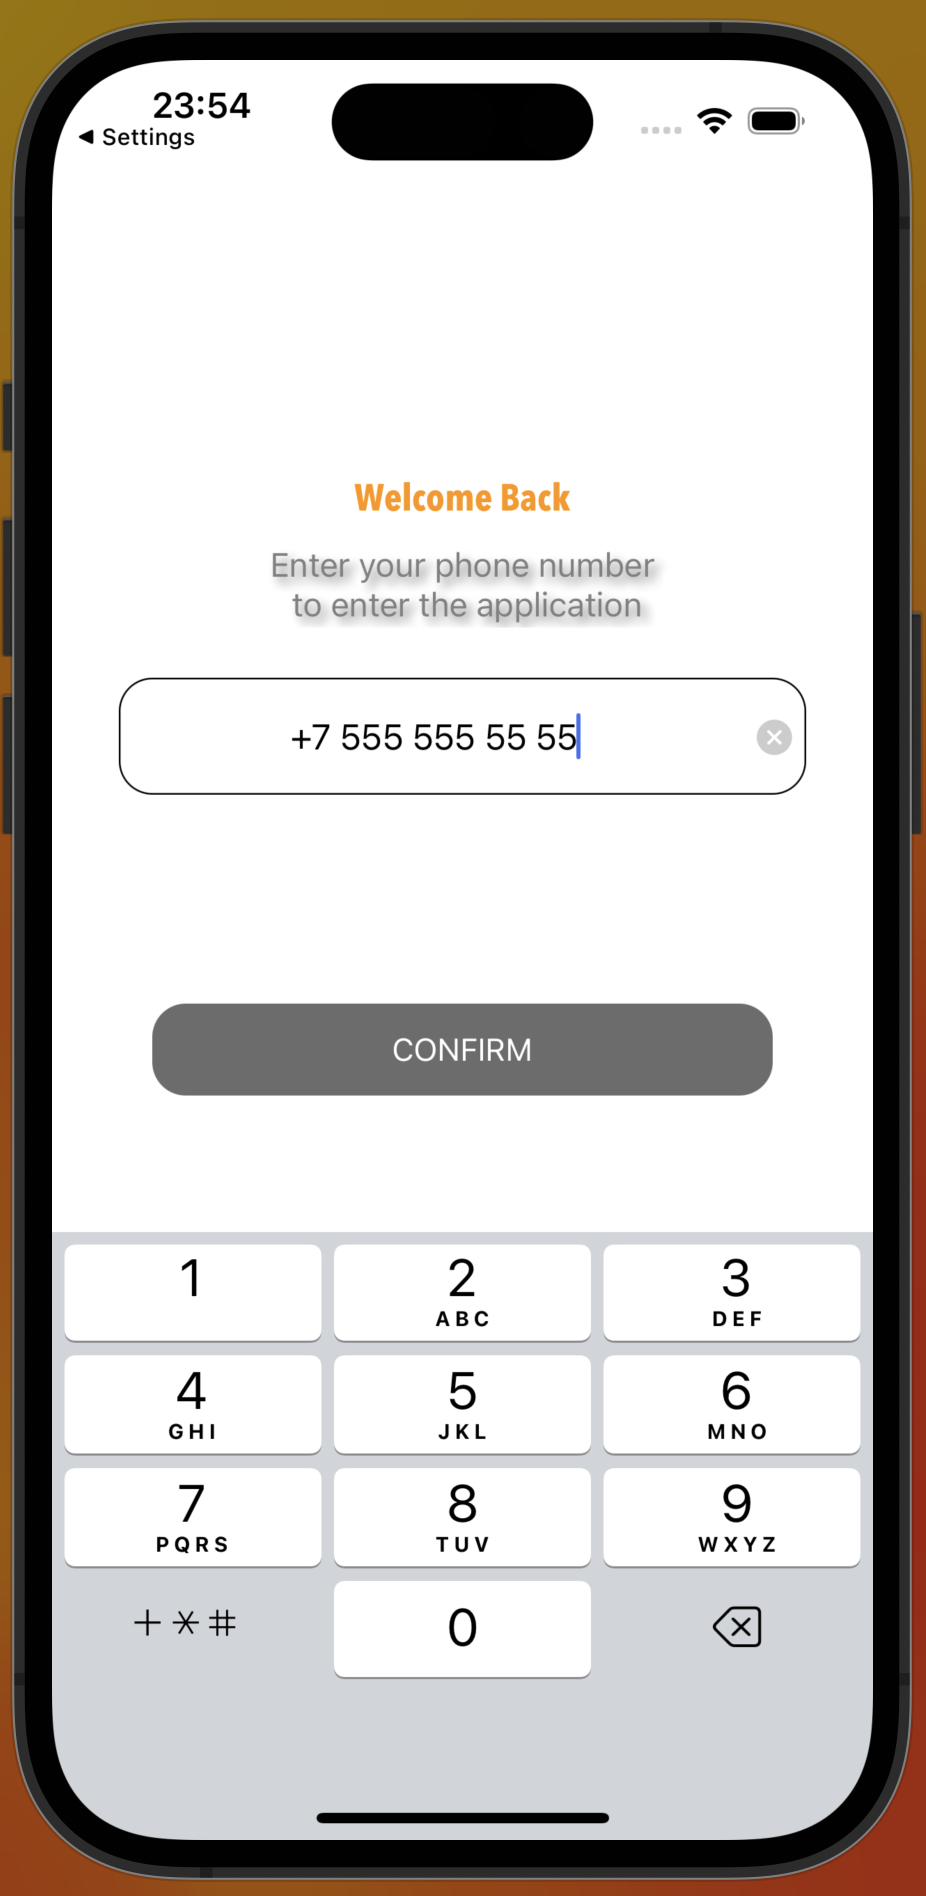 23:54
◀ Settings
Welcome Back
Enter your phone number
to enter the application
+7 555 555 55 55
CONFIRM
1
2
ABC
3
DEF
4
GHI
5
JKL
6
MNO
7
PQRS
8
TUV
9
WXYZ
+*#
0